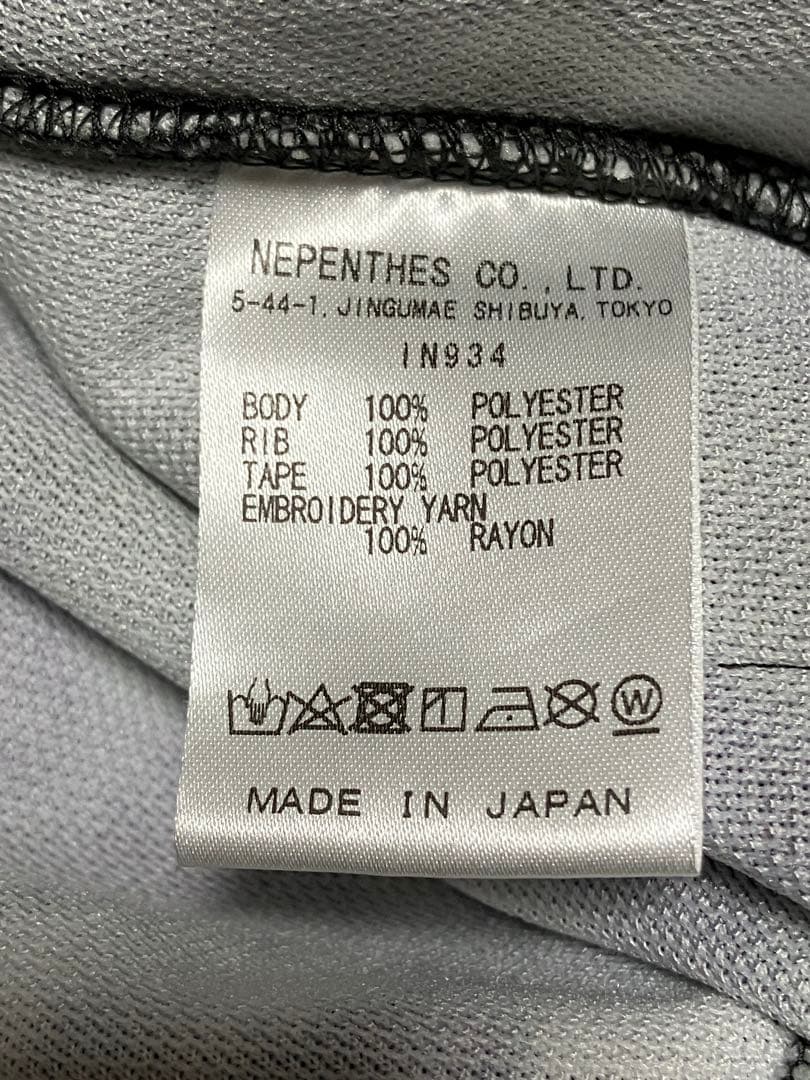 NEPENTHES CO.,LTD.
5-44-1, JINGUMAE SHIBUYA, TOKYO
IN934
BODY 100% POLYESTER
RIB 100% POLYESTER
TAPE 100% POLYESTER
EMBROIDERY YARN
100% RAYON
W
MADE IN JAPAN